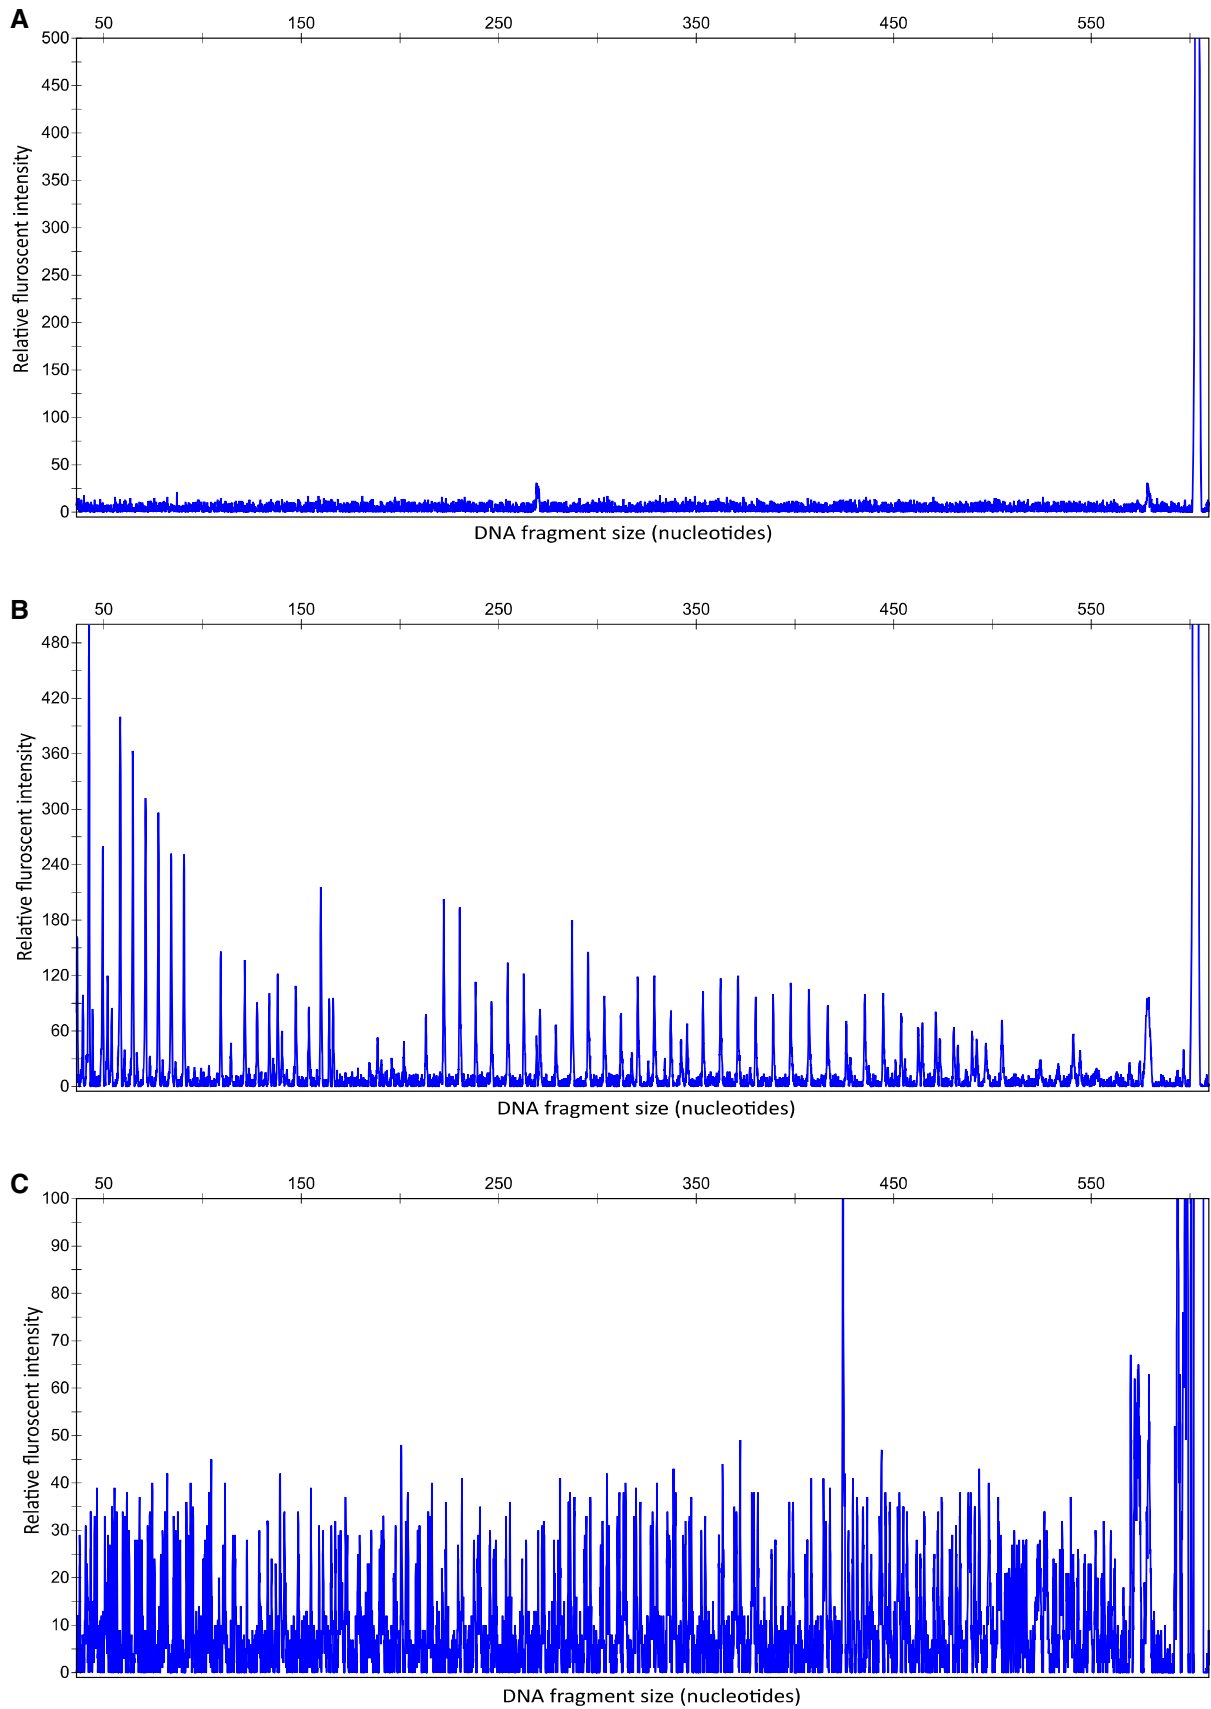 A
50 150 250 350 450 550
500
450
400
350
300
250
200
150
100
50
0
Relative fluroscent intensity
DNA fragment size (nucleotides)
B
50 150 250 350 450 550
480
420
360
300
240
180
120
60
0
Relative fluroscent intensity
DNA fragment size (nucleotides)
C
50 150 250 350 450 550
100
90
80
70
60
50
40
30
20
10
0
Relative fluroscent intensity
DNA fragment size (nucleotides)